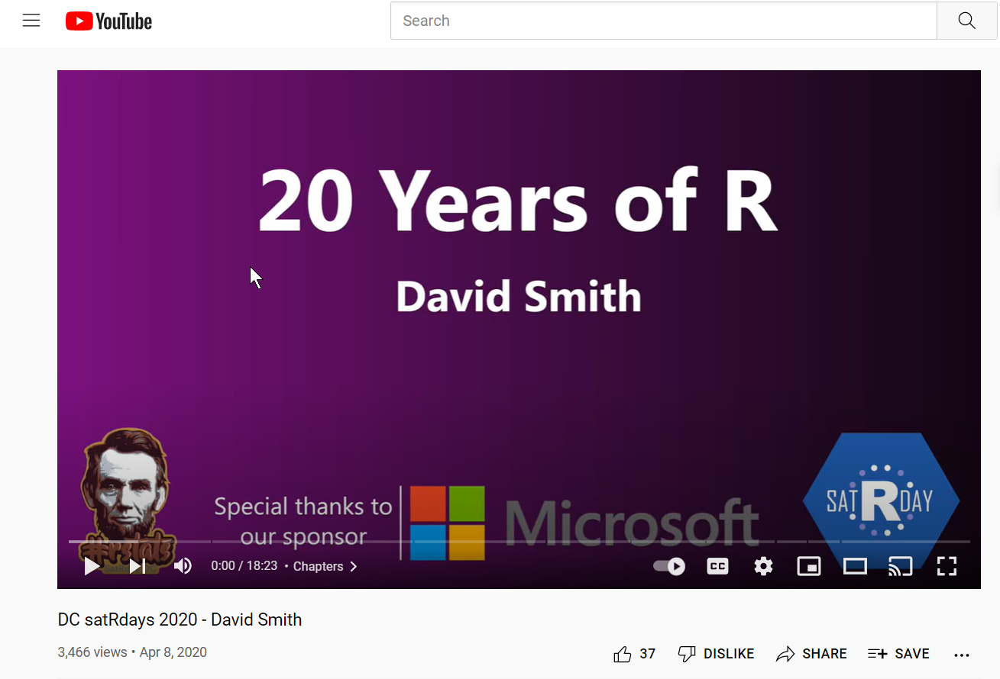 YouTube
Search
20 Years of R
David Smith
Special thanks to
our sponsor
Microsoft
SATRDAY
#rstats
0:00 / 18:23 • Chapters
CC
DC satRdays 2020 - David Smith
3,466 views • Apr 8, 2020
37 DISLIKE SHARE SAVE